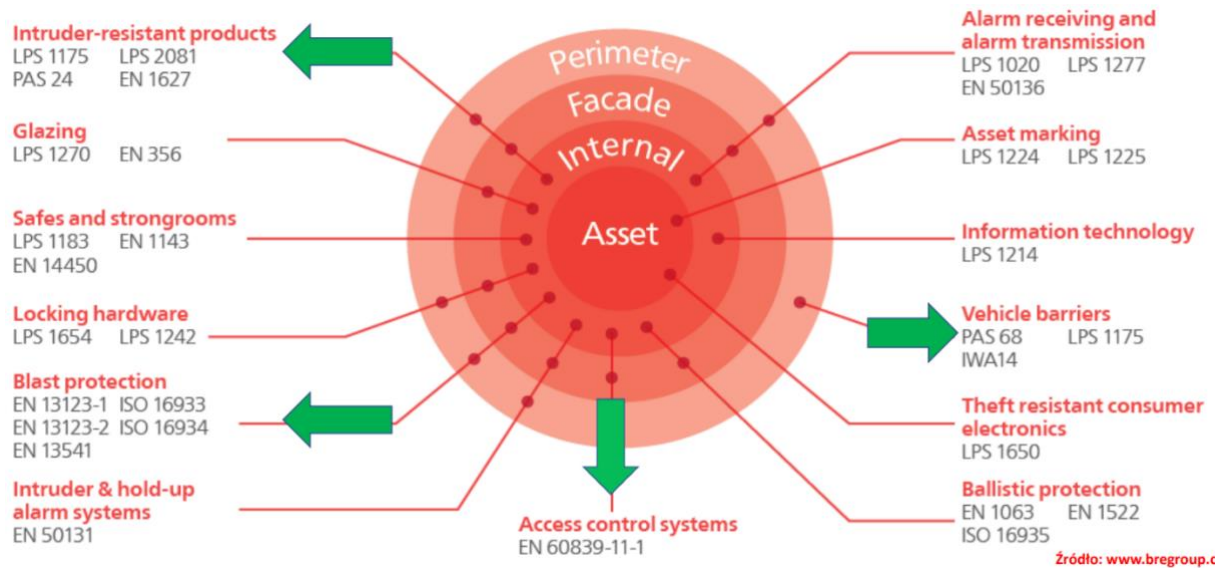 Intruder-resistant products
LPS 1175 LPS 2081
PAS 24 EN 1627
Glazing
LPS 1270 EN 356
Safes and strongrooms
LPS 1183 EN 1143
EN 14450
Locking hardware
LPS 1654 LPS 1242
Blast protection
EN 13123-1 ISO 16933
EN 13123-2 ISO 16934
EN 13541
Intruder & hold-up
alarm systems
EN 50131
Perimeter
Facade
Internal
Asset
Access control systems
EN 60839-11-1
Alarm receiving and
alarm transmission
LPS 1020 LPS 1277
EN 50136
Asset marking
LPS 1224 LPS 1225
Information technology
LPS 1214
Vehicle barriers
PAS 68 LPS 1175
IWA14
Theft resistant consumer
electronics
LPS 1650
Ballistic protection
EN 1063 EN 1522
ISO 16935
Źródło: www.bregroup.c